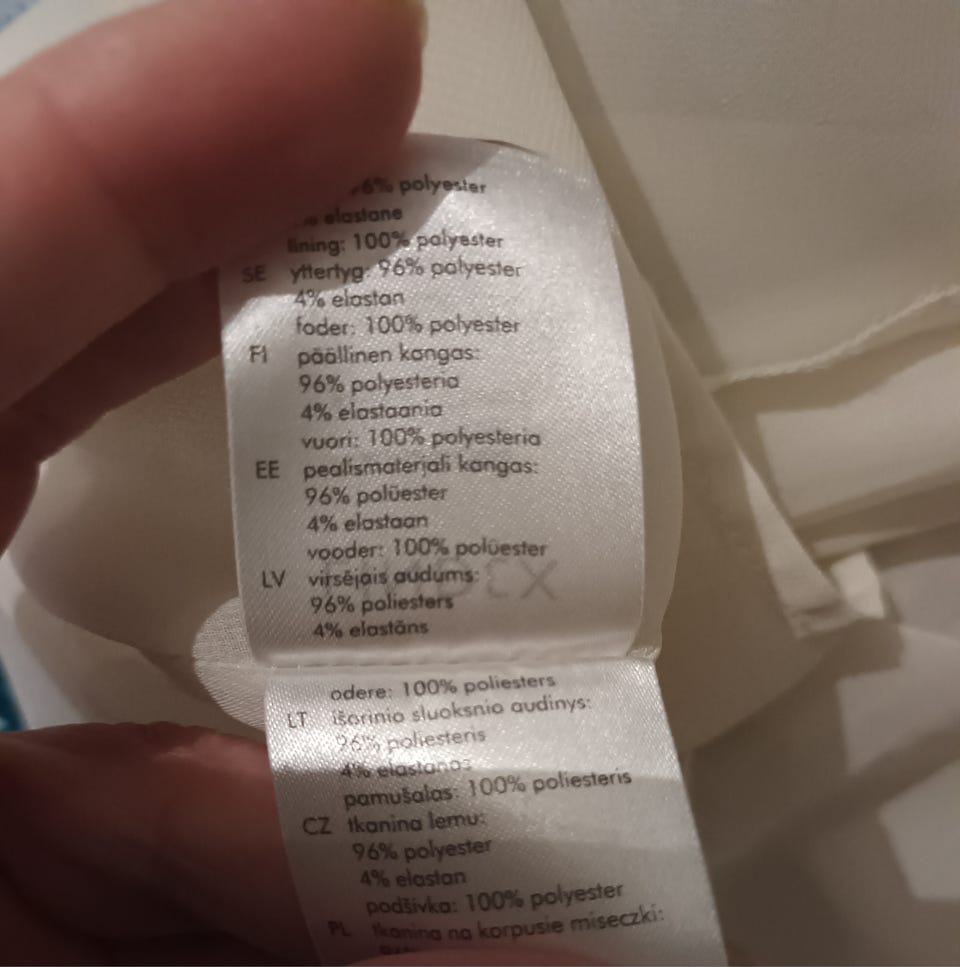 polyester
elastane
lining: 100% polyester
SE yttertyg: 96% polyester
4% elastan
foder: 100% polyester
FI päällinen kangas:
96% polyesteria
4% elastaania
vuori: 100% polyesteria
EE pealismaterjali kangas:
96% polüester
4% elastaan
vooder: 100% polüester
LV virsējais audums:
96% poliesters
4% elastāns
odere: 100% poliesters
LT išorinio sluoksnio audinys:
96% poliesteris
4% elastanas
pamušalas: 100% poliesteris
CZ tkanina lemu:
96% polyester
4% elastan
podšívka: 100% polyester
PL tkanina na korpusie miseczki: